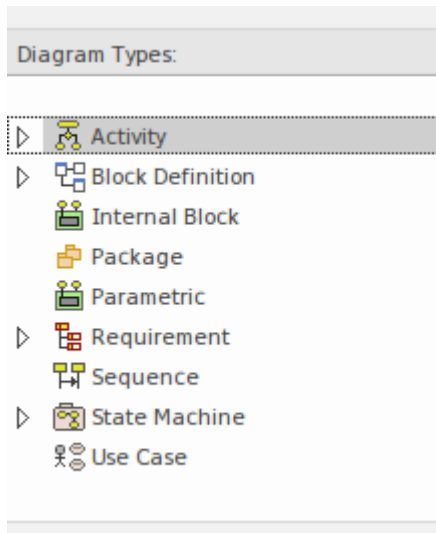 Diagram Types:
Activity
Block Definition
Internal Block
Package
Parametric
Requirement
Sequence
State Machine
Use Case